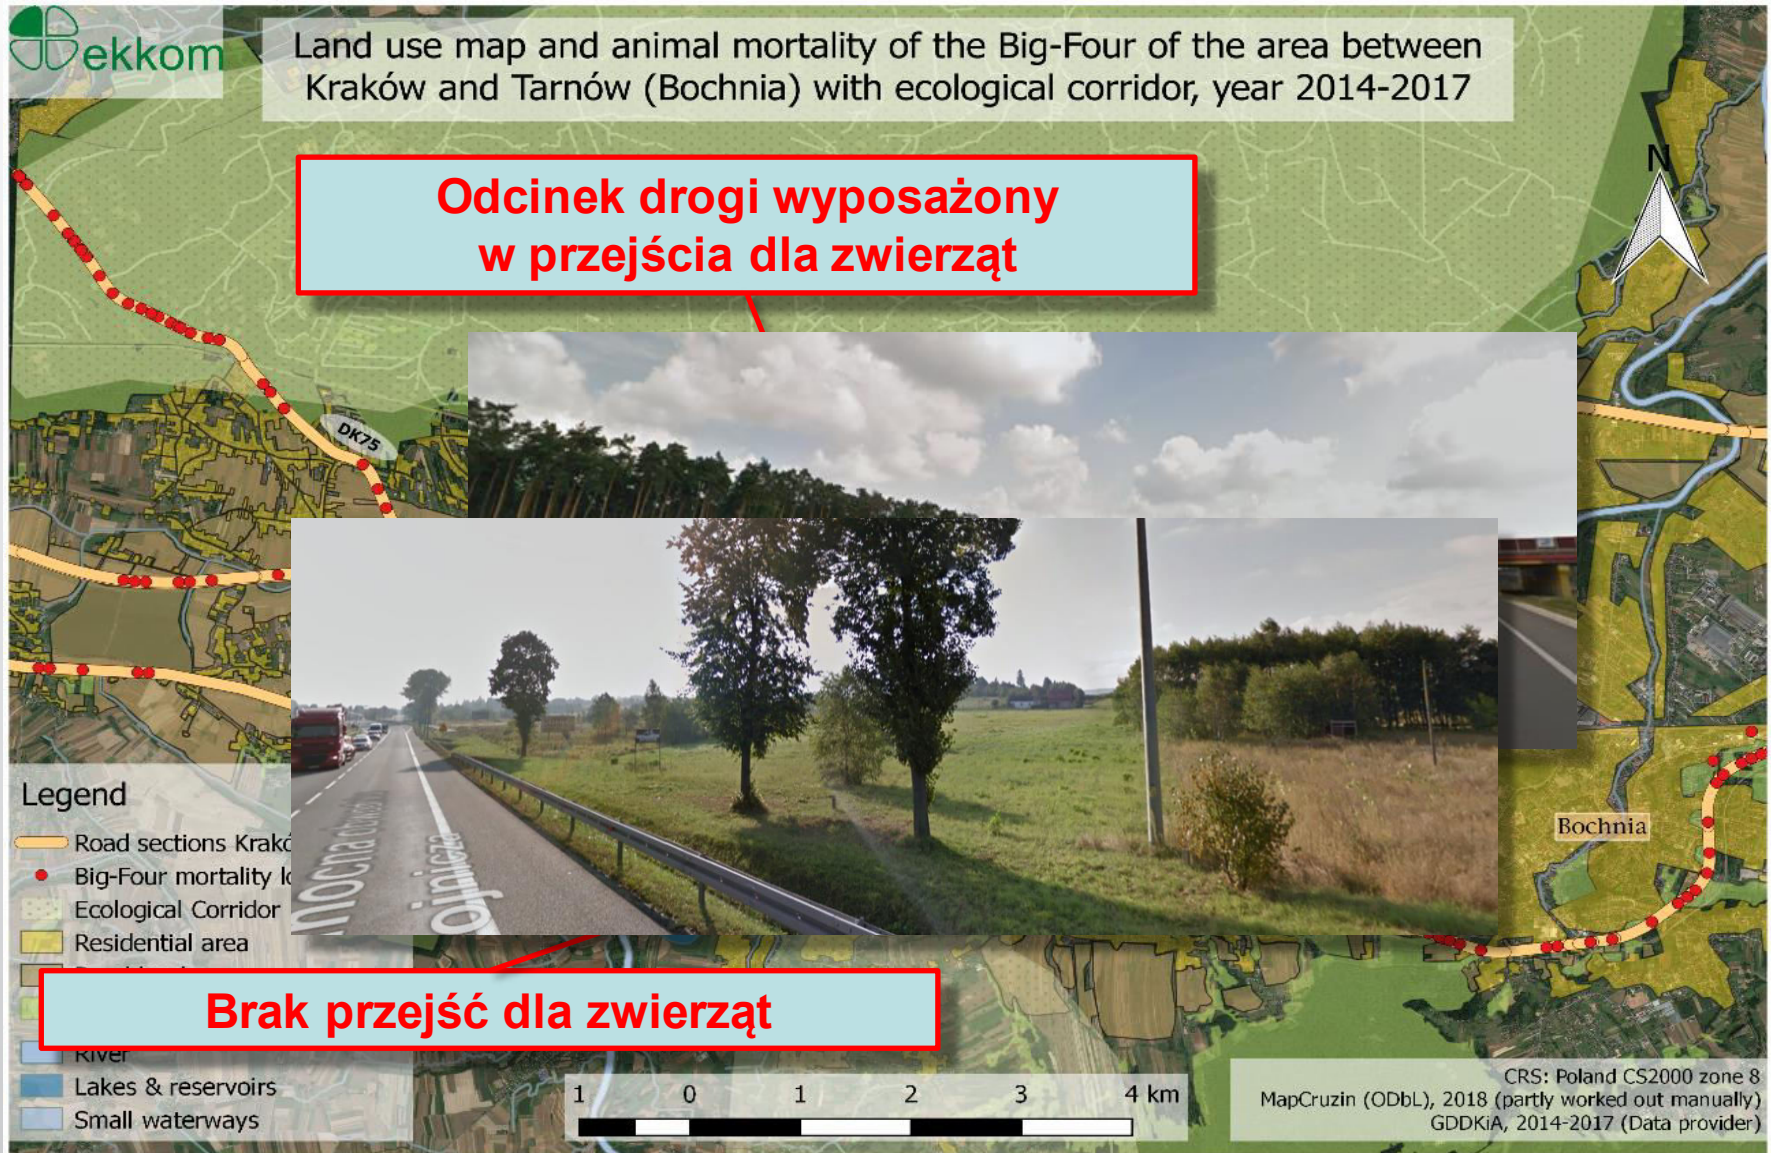 ekkom
Land use map and animal mortality of the Big-Four of the area between
Kraków and Tarnów (Bochnia) with ecological corridor, year 2014-2017
Odcinek drogi wyposażony
w przejścia dla zwierząt
N
DK75
Bochnia
Legend
Road sections
Big-Four mortality
Ecological Corridor
Residential area
Brak przejść dla zwierząt
River
Lakes & reservoirs
Small waterways
1 0 1 2 3 4 km
CRS: Poland CS2000 zone 8
MapCruzin (ODbL), 2018 (partly worked out manually)
GDDKiA, 2014-2017 (Data provider)